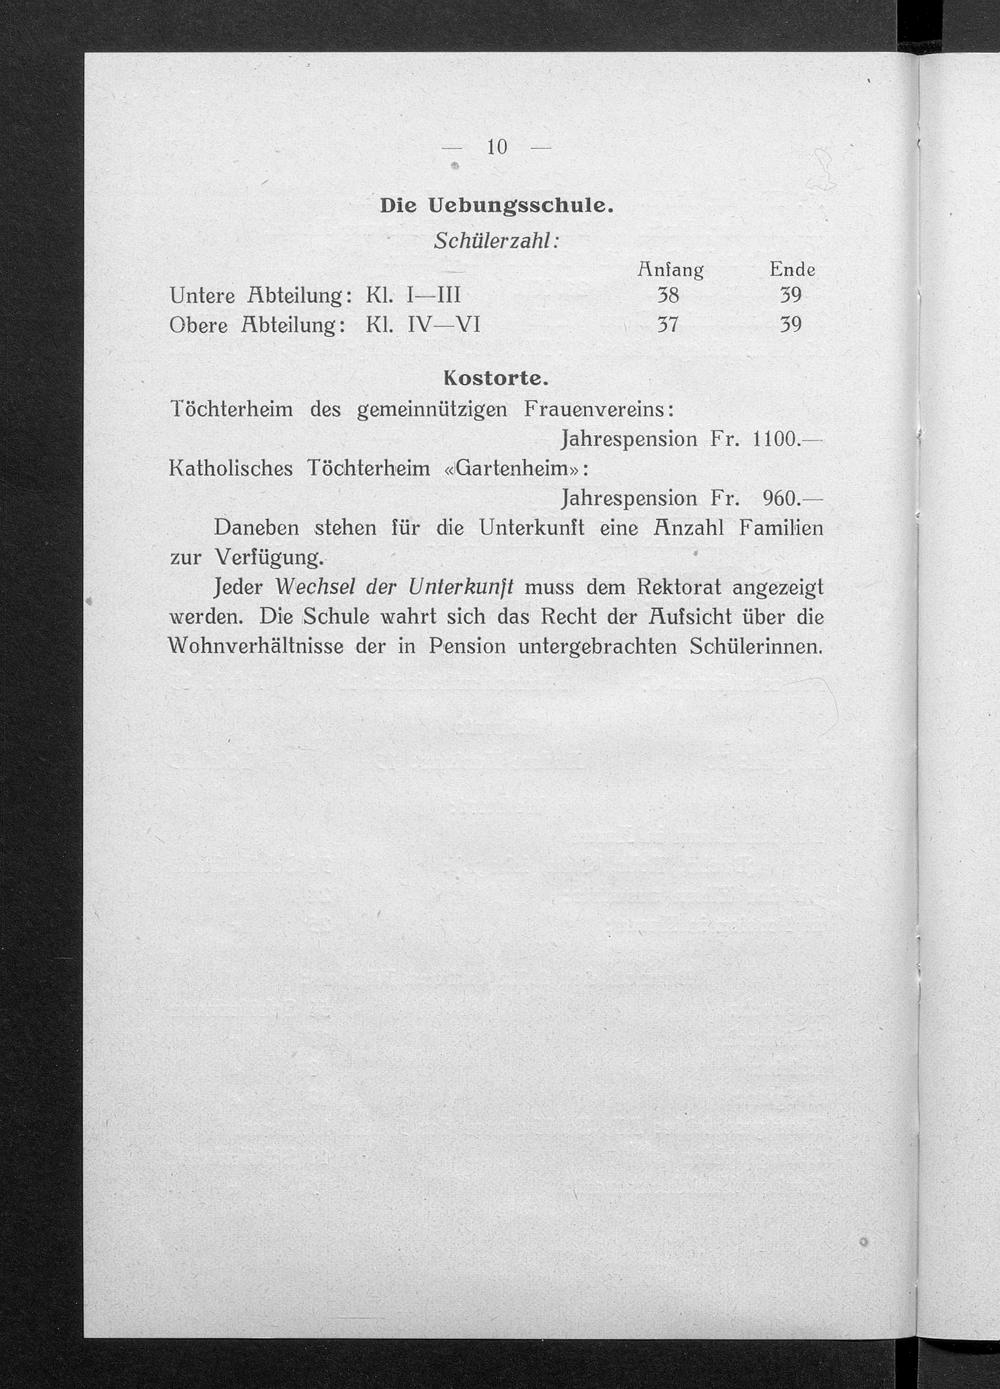 — 10 —
Die Uebungsschule.
Schülerzahl:
Anfang Ende
Untere Abteilung: Kl. I—III 38 39
Obere Abteilung: Kl. IV—VI 37 39
Kostorte.
Töchterheim des gemeinnützigen Frauenvereins:
Jahrespension Fr. 1100.—
Katholisches Töchterheim «Gartenheim»:
Jahrespension Fr. 960.—
Daneben stehen für die Unterkunft eine Anzahl Familien
zur Verfügung.
Jeder Wechsel der Unterkunft muss dem Rektorat angezeigt
werden. Die Schule wahrt sich das Recht der Aufsicht über die
Wohnverhältnisse der in Pension untergebrachten Schülerinnen.